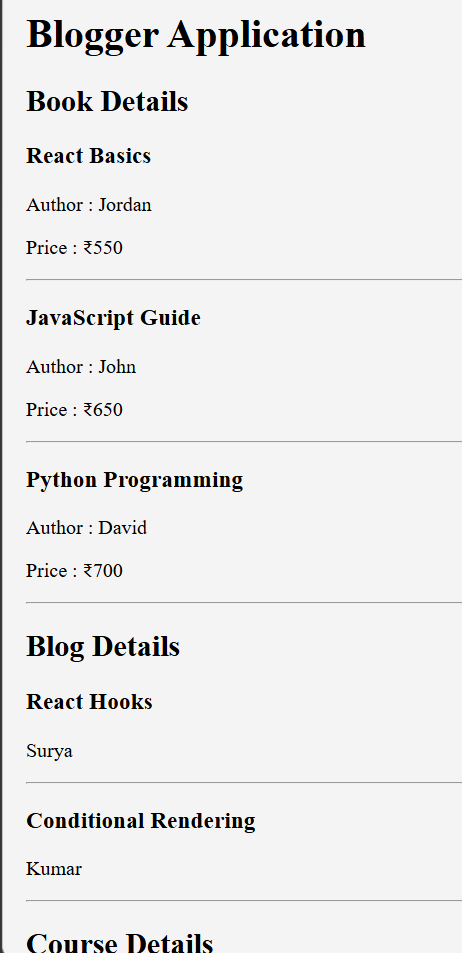 Blogger Application
Book Details
React Basics
Author : Jordan
Price : ₹550
JavaScript Guide
Author : John
Price : ₹650
Python Programming
Author : David
Price : ₹700
Blog Details
React Hooks
Surya
Conditional Rendering
Kumar
Course Details